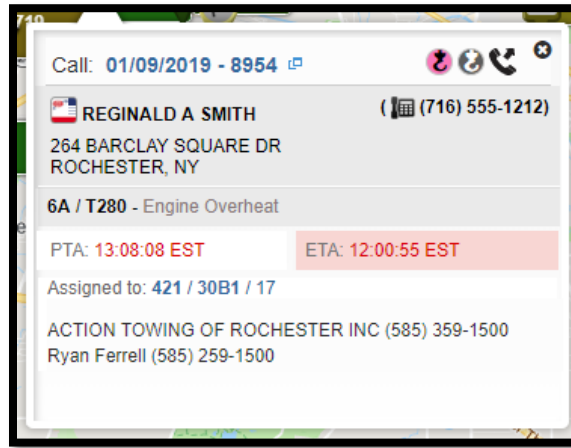 719
Call: 01/09/2019 - 8954
REGINALD A SMITH
( (716) 555-1212)
264 BARCLAY SQUARE DR
ROCHESTER, NY
6A / T280 - Engine Overheat
PTA: 13:08:08 EST
ETA: 12:00:55 EST
Assigned to: 421 / 30B1 / 17
ACTION TOWING OF ROCHESTER INC (585) 359-1500
Ryan Ferrell (585) 259-1500